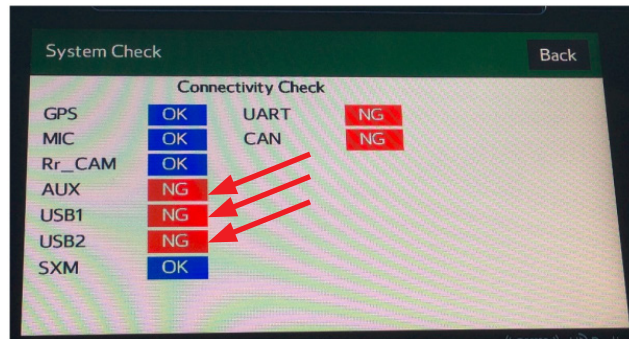 System Check Back
Connectivity Check
GPS OK UART NG
MIC OK CAN NG
Rr_CAM OK
AUX NG
USB1 NG
USB2 NG
SXM OK